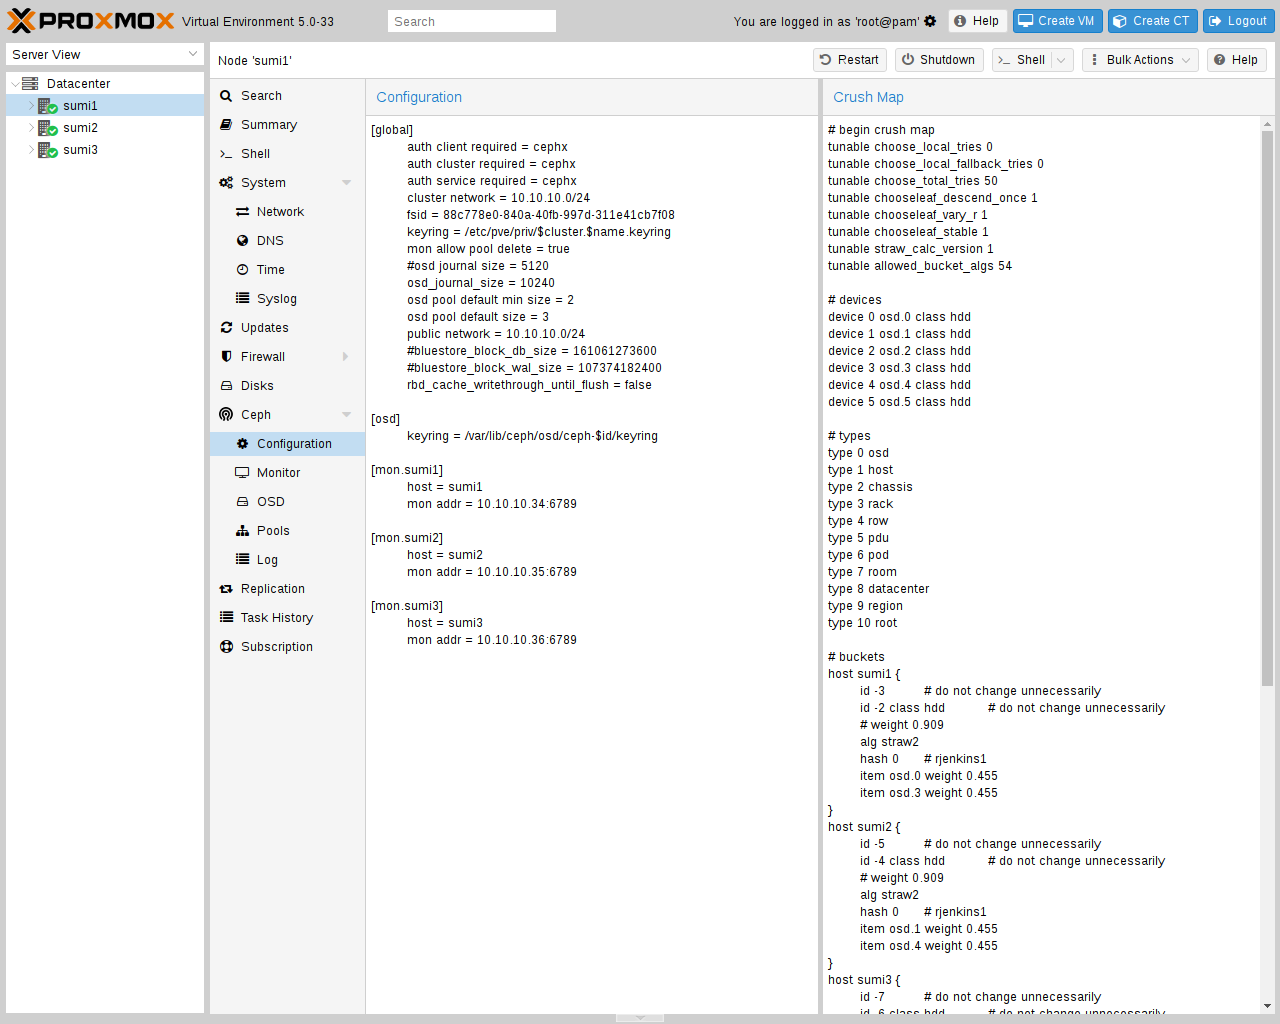 PROXMOX Virtual Environment 5.0-33
Search
You are logged in as 'root@pam'
Help
Create VM
Create CT
Logout
Server View
Datacenter
sumi1
sumi2
sumi3
Node 'sumi1'
Restart
Shutdown
Shell
Bulk Actions
Help
Search
Summary
Shell
System
Network
DNS
Time
Syslog
Updates
Firewall
Disks
Ceph
Configuration
Monitor
OSD
Pools
Log
Replication
Task History
Subscription
Configuration
[global]
auth client required = cephx
auth cluster required = cephx
auth service required = cephx
cluster network = 10.10.10.0/24
fsid = 88c778e0-840a-40fb-997d-311e41cb7f08
keyring = /etc/pve/priv/$cluster.$name.keyring
mon allow pool delete = true
#osd journal size = 5120
osd_journal_size = 10240
osd pool default min size = 2
osd pool default size = 3
public network = 10.10.10.0/24
#bluestore_block_db_size = 161061273600
#bluestore_block_wal_size = 107374182400
rbd_cache_writethrough_until_flush = false
[osd]
keyring = /var/lib/ceph/osd/ceph-$id/keyring
[mon.sumi1]
host = sumi1
mon addr = 10.10.10.34:6789
[mon.sumi2]
host = sumi2
mon addr = 10.10.10.35:6789
[mon.sumi3]
host = sumi3
mon addr = 10.10.10.36:6789
Crush Map
# begin crush map
tunable choose_local_tries 0
tunable choose_local_fallback_tries 0
tunable choose_total_tries 50
tunable chooseleaf_descend_once 1
tunable chooseleaf_vary_r 1
tunable chooseleaf_stable 1
tunable straw_calc_version 1
tunable allowed_bucket_algs 54
# devices
device 0 osd.0 class hdd
device 1 osd.1 class hdd
device 2 osd.2 class hdd
device 3 osd.3 class hdd
device 4 osd.4 class hdd
device 5 osd.5 class hdd
# types
type 0 osd
type 1 host
type 2 chassis
type 3 rack
type 4 row
type 5 pdu
type 6 pod
type 7 room
type 8 datacenter
type 9 region
type 10 root
# buckets
host sumi1 {
id -3 # do not change unnecessarily
id -2 class hdd # do not change unnecessarily
# weight 0.909
alg straw2
hash 0 # rjenkins1
item osd.0 weight 0.455
item osd.3 weight 0.455
}
host sumi2 {
id -5 # do not change unnecessarily
id -4 class hdd # do not change unnecessarily
# weight 0.909
alg straw2
hash 0 # rjenkins1
item osd.1 weight 0.455
item osd.4 weight 0.455
}
host sumi3 {
id -7 # do not change unnecessarily
id -6 class hdd # do not change unnecessarily